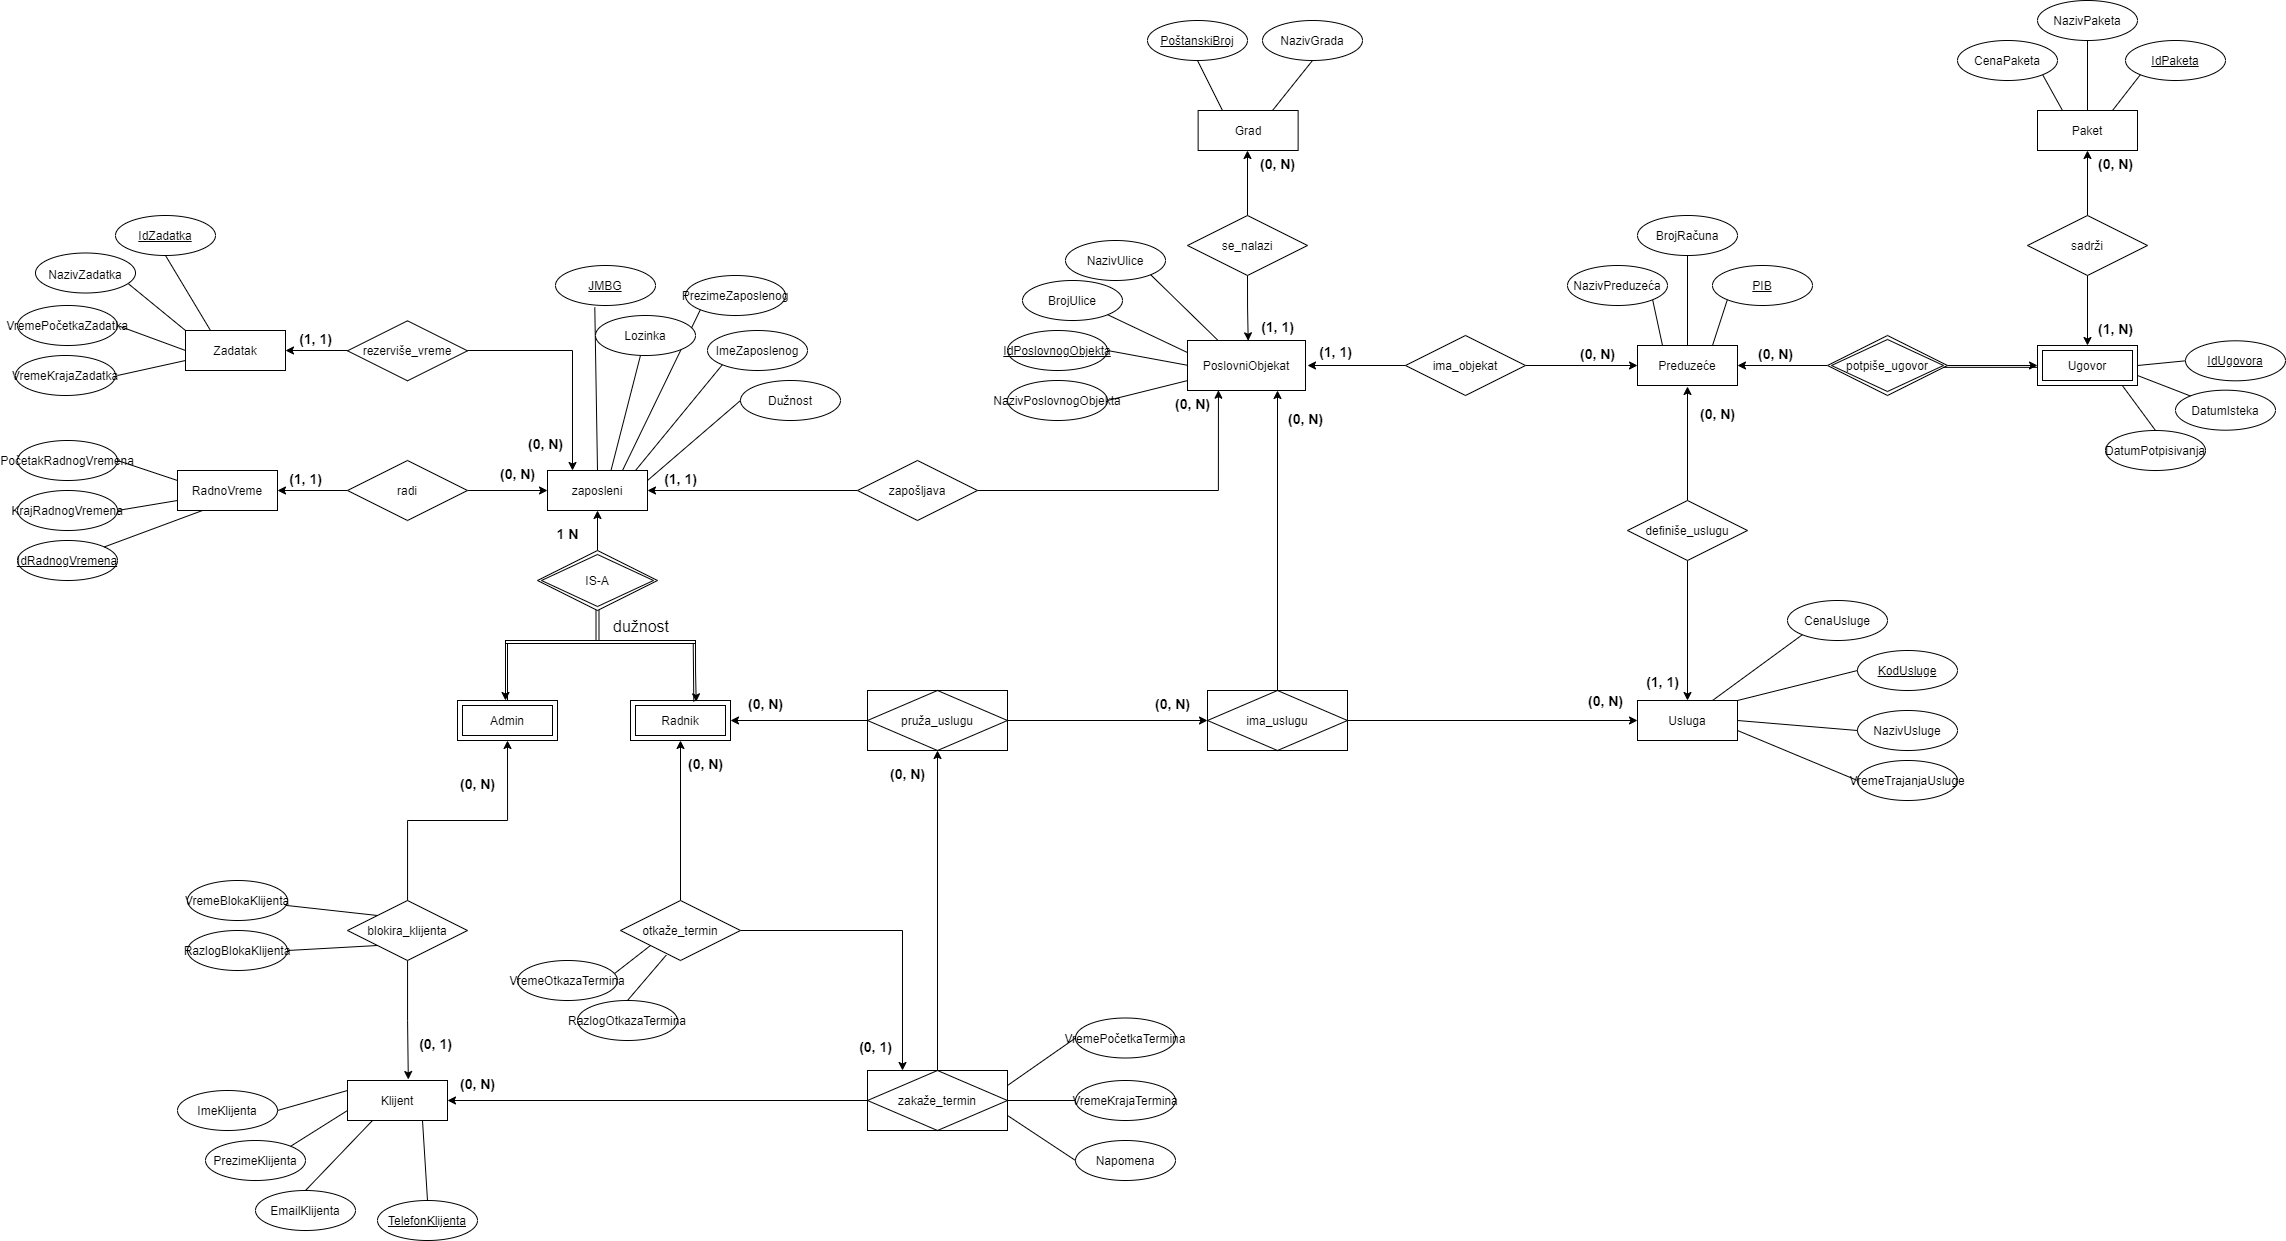 NazivPaketa
PoštanskiBroj
NazivGrada
CenaPaketa
IdPaketa
Grad
Paket
(0, N)
(0, N)
IdZadatka
BrojRačuna
se_nalazi
sadrži
NazivUlice
NazivZadatka
JMBG
PrezimeZaposlenog
NazivPreduzeća
PIB
BrojUlice
VremePočetkaZadatka
Lozinka
(1, 1)
(1, N)
(1, 1)
Zadatak
rezerviše_vreme
ImeZaposlenog
IdPoslovnogObjekta
(1, 1)
(0, N)
(0, N)
PoslovniObjekat
ima_objekat
Preduzeće
potpiše_ugovor
Ugovor
IdUgovora
VremeKrajaZadatka
Dužnost
NazivPoslovnogObjekta
(0, N)
(0, N)
(0, N)
DatumIsteka
(0, N)
DatumPotpisivanja
PočetakRadnogVremena
(1, 1)
(0, N)
(1, 1)
RadnoVreme
radi
zaposleni
zapošljava
KrajRadnogVremena
1 N
definiše_uslugu
IdRadnogVremena
IS-A
dužnost
CenaUsluge
KodUsluge
(1, 1)
(0, N)
(0, N)
(0, N)
Admin
Radnik
pruža_uslugu
ima_uslugu
Usluga
NazivUsluge
(0, N)
(0, N)
(0, N)
VremeTrajanjaUsluge
VremeBlokaKlijenta
blokira_klijenta
otkaže_termin
RazlogBlokaKlijenta
VremeOtkazaTermina
RazlogOtkazaTermina
(0, 1)
(0, 1)
VremePočetkaTermina
(0, N)
Klijent
zakaže_termin
VremeKrajaTermina
ImeKlijenta
PrezimeKlijenta
Napomena
EmailKlijenta
TelefonKlijenta